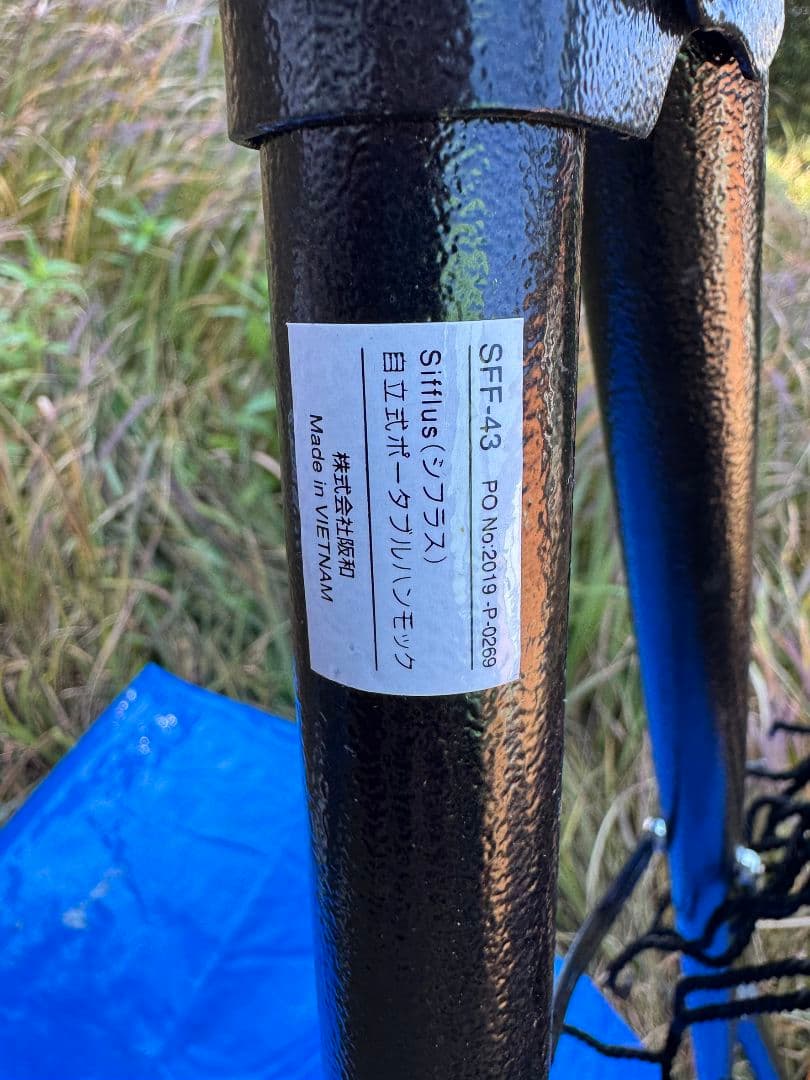 SFF-43 PO No:2019 -P-0269
Sifflus(シフラス)
自立式ポータブルハンモック
株式会社阪和
Made in VIETNAM